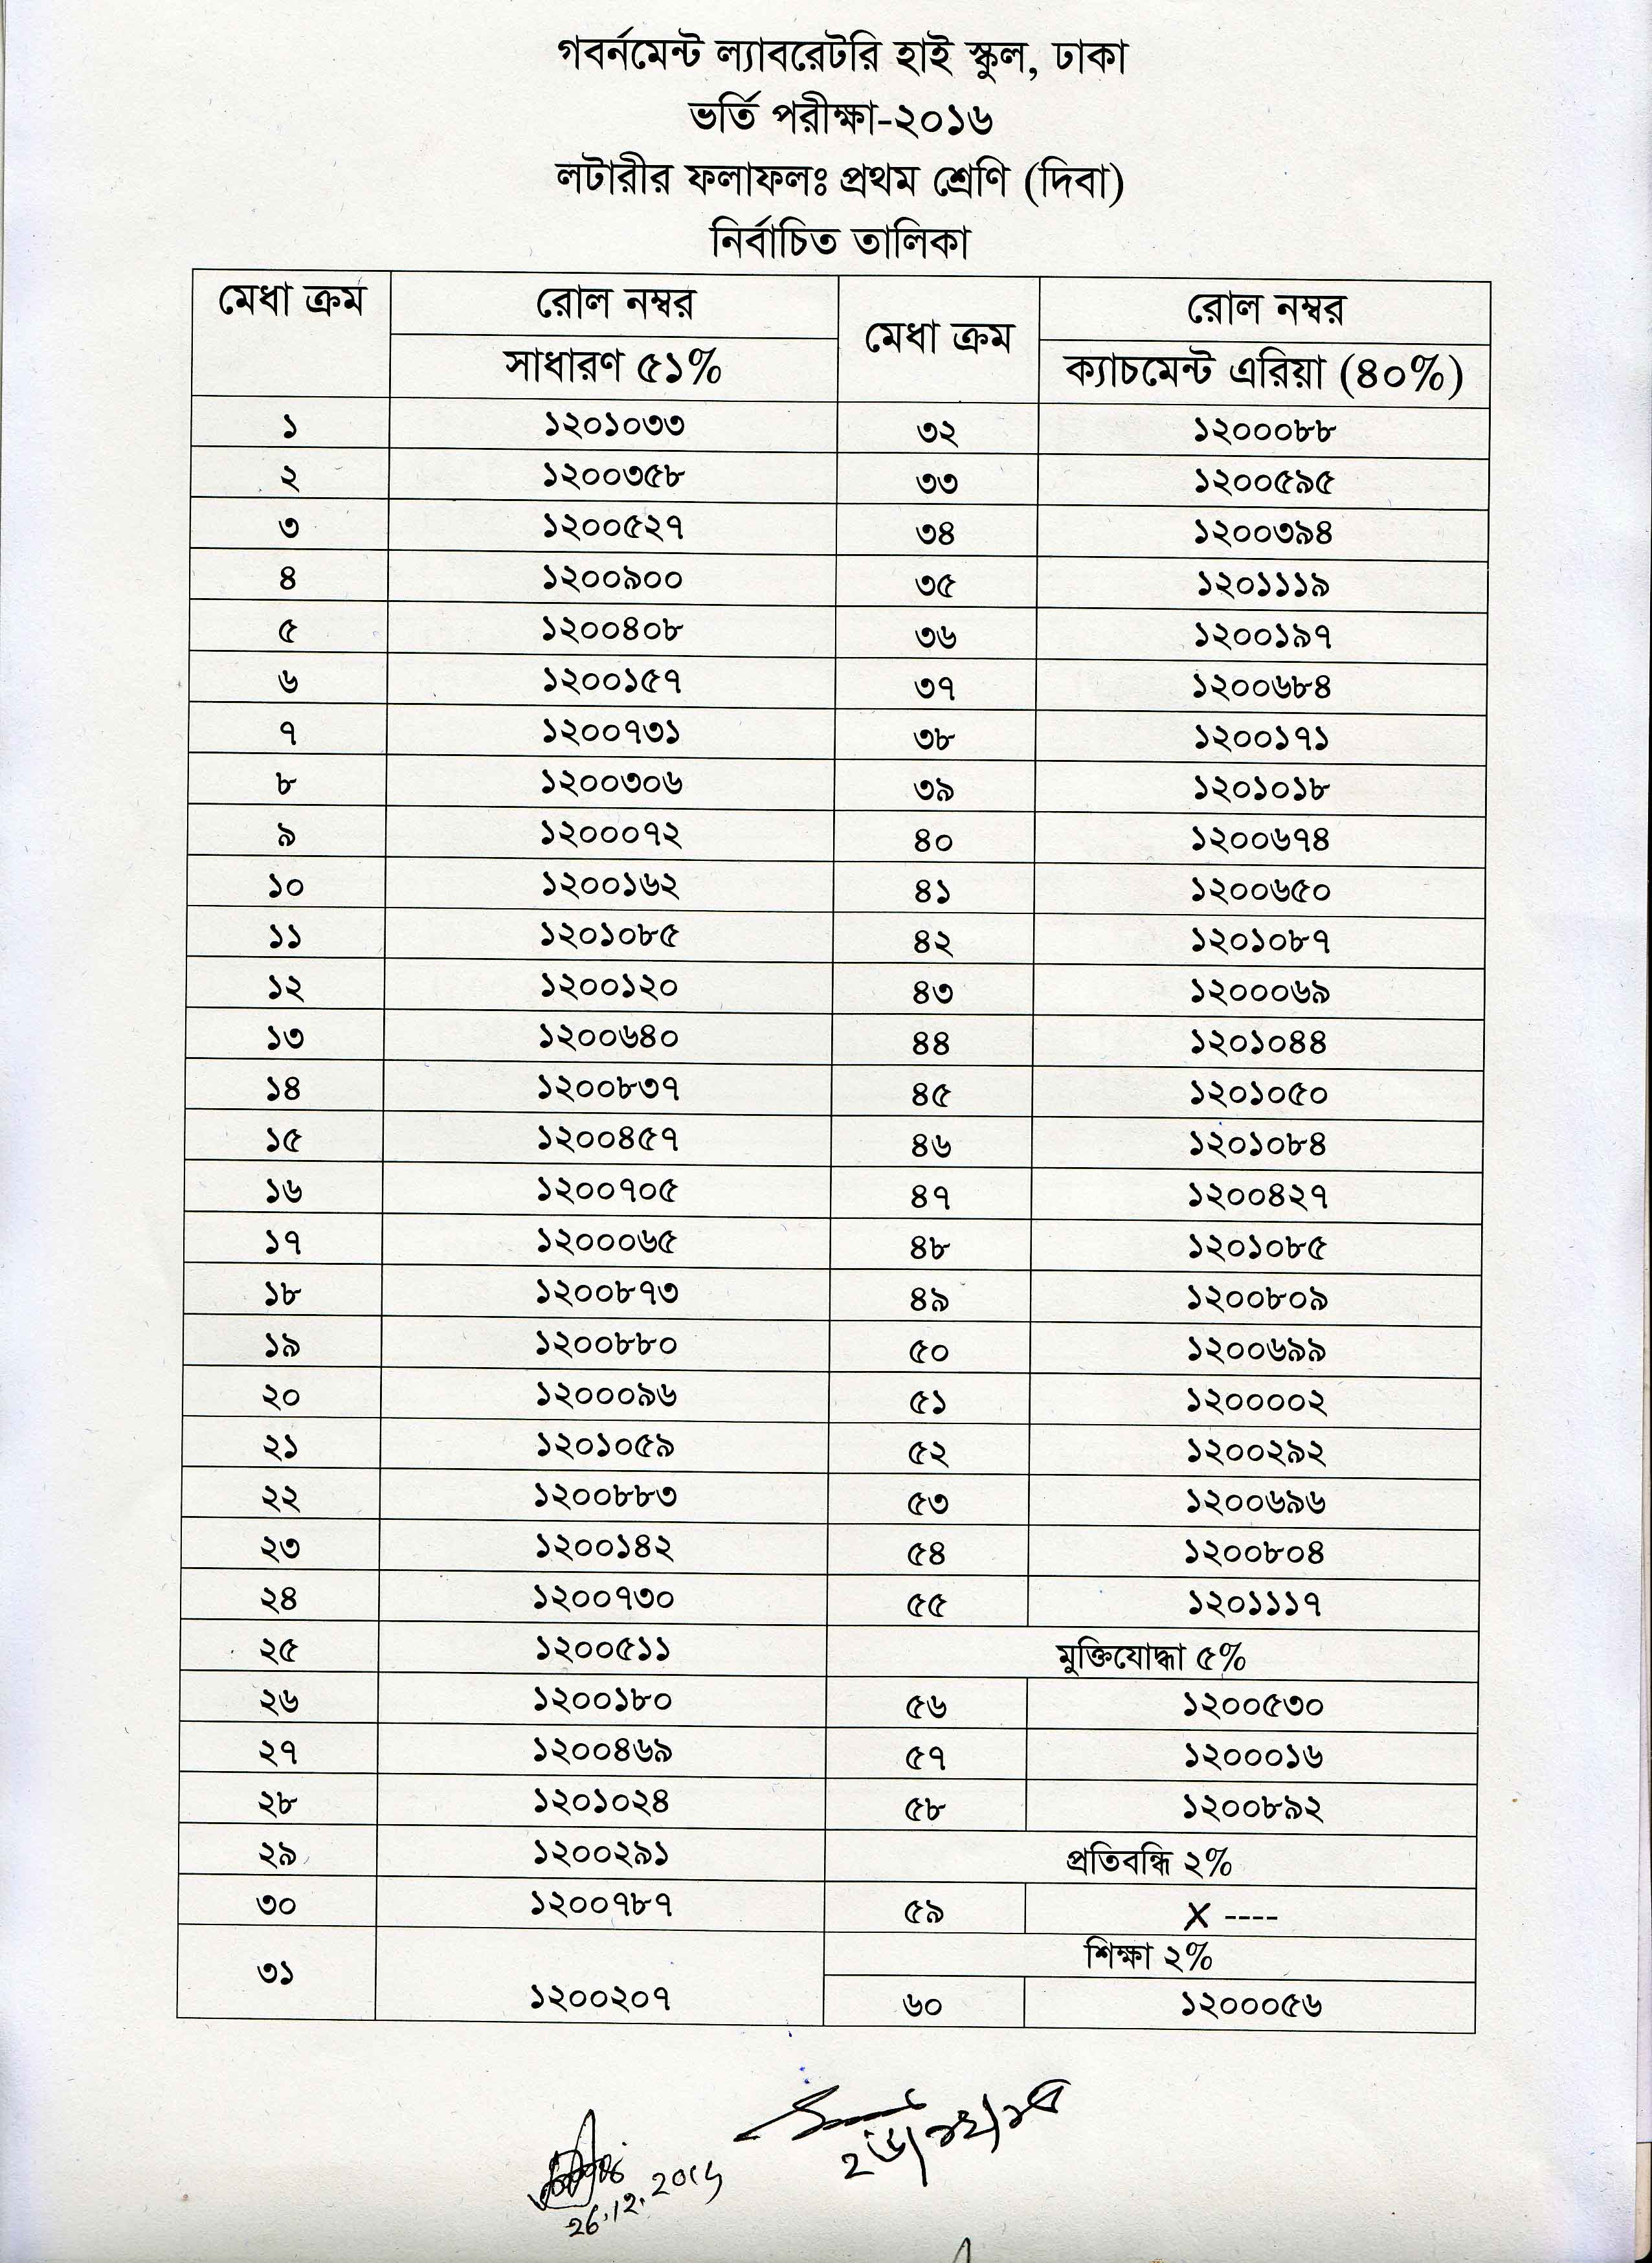 গবর্নমেন্ট ল্যাবরেটরি হাই স্কুল, ঢাকা
ভর্তি পরীক্ষা-২০১৬
লটারীর ফলাফলঃ প্রথম শ্রেণি (দিবা)
নির্বাচিত তালিকা
মেধা ক্রম রোল নম্বর মেধা ক্রম রোল নম্বর
সাধারণ ৫১% ক্যাচমেন্ট এরিয়া (৪০%)
১ ১২০১০৩৩ ৩২ ১২০০০৮৮
২ ১২০০৩৫৮ ৩৩ ১২০০৫৯৫
৩ ১২০০৫২৭ ৩৪ ১২০০৩৯৪
৪ ১২০০৯০০ ৩৫ ১২০১১১৯
৫ ১২০০৪০৮ ৩৬ ১২০০১৯৭
৬ ১২০০১৫৭ ৩৭ ১২০০৬৮৪
৭ ১২০০৭৩১ ৩৮ ১২০০১৭১
৮ ১২০০৩০৬ ৩৯ ১২০১০১৮
৯ ১২০০০৭২ ৪০ ১২০০৬৭৪
১০ ১২০০১৬২ ৪১ ১২০০৬৫০
১১ ১২০১০৮৫ ৪২ ১২০১০৮৭
১২ ১২০০১২০ ৪৩ ১২০০০৬৯
১৩ ১২০০৬৪০ ৪৪ ১২০১০৪৪
১৪ ১২০০৮৩৭ ৪৫ ১২০১০৫০
১৫ ১২০০৪৫৭ ৪৬ ১২০১০৮৪
১৬ ১২০০৭০৫ ৪৭ ১২০০৪২৭
১৭ ১২০০০৬৫ ৪৮ ১২০১০৮৫
১৮ ১২০০৮৭৩ ৪৯ ১২০০৮০৯
১৯ ১২০০৮৮০ ৫০ ১২০০৬৯৯
২০ ১২০০০৯৬ ৫১ ১২০০০০২
২১ ১২০১০৫৯ ৫২ ১২০০২৯২
২২ ১২০০৮৮৩ ৫৩ ১২০০৬৯৬
২৩ ১২০০১৪২ ৫৪ ১২০০৮০৪
২৪ ১২০০৭৩০ ৫৫ ১২০১১১৭
২৫ ১২০০৫১১ মুক্তিযোদ্ধা ৫%
২৬ ১২০০১৮০ ৫৬ ১২০০৫৩০
২৭ ১২০০৪৬৯ ৫৭ ১২০০০১৬
২৮ ১২০১০২৪ ৫৮ ১২০০৮৯২
২৯ ১২০০২৯১ প্রতিবন্ধি ২%
৩০ ১২০০৭৮৭ ৫৯ X ----
শিক্ষা ২%
৩১ ১২০০২০৭ ৬০ ১২০০০৫৬
২৬/১২/১৫
26.12.2015